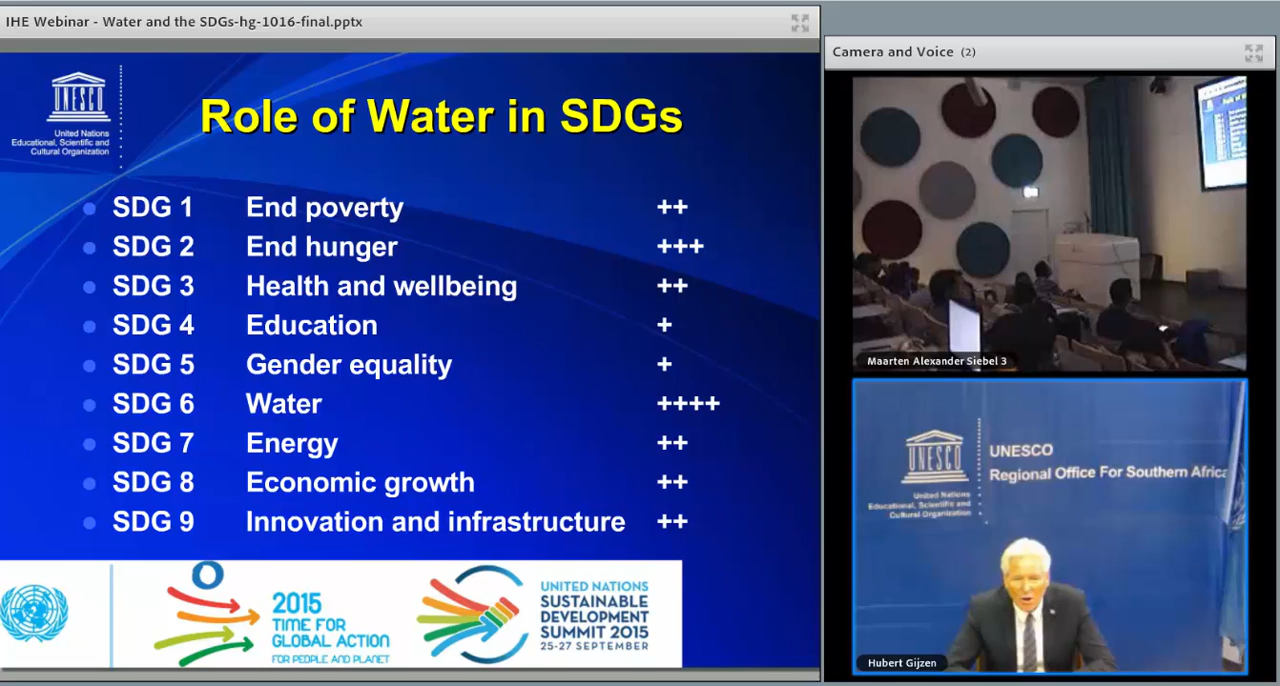 IHE Webinar - Water and the SDGs-hg-1016-final.pptx
UNESCO
United Nations
Educational, Scientific and
Cultural Organization
Role of Water in SDGs
SDG 1 End poverty ++
SDG 2 End hunger +++
SDG 3 Health and wellbeing ++
SDG 4 Education +
SDG 5 Gender equality +
SDG 6 Water ++++
SDG 7 Energy ++
SDG 8 Economic growth ++
SDG 9 Innovation and infrastructure ++
2015
TIME FOR
GLOBAL ACTION
FOR PEOPLE AND PLANET
UNITED NATIONS
SUSTAINABLE
DEVELOPMENT
SUMMIT 2015
25-27 SEPTEMBER
Camera and Voice (2)
Maarten Alexander Siebel 3
UNESCO
United Nations
Educational, Scientific and
Cultural Organization
UNESCO
Regional Office For Southern Africa
Hubert Gijzen